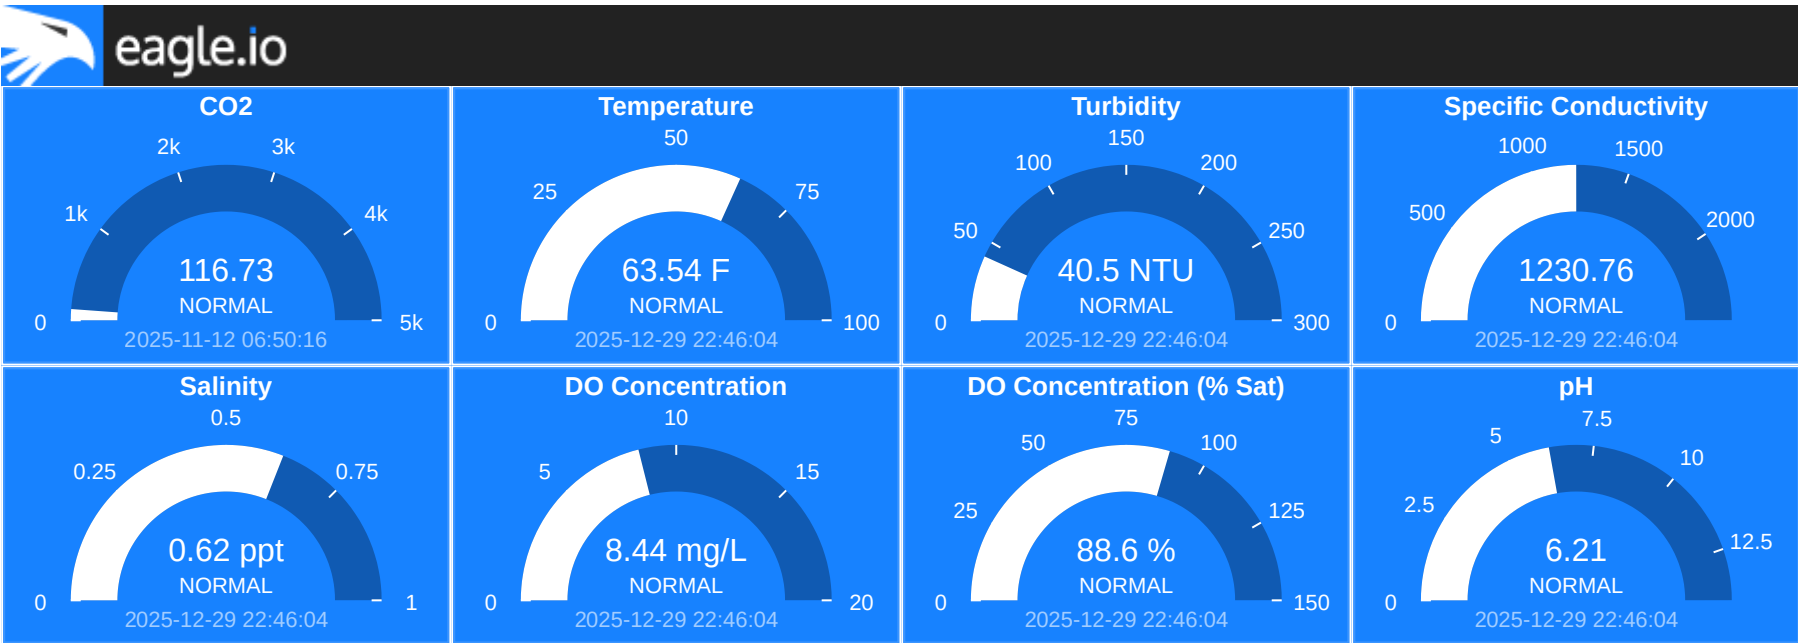 eagle.io
CO2
0
1k
2k
3k
4k
5k
116.73
NORMAL
2025-11-12 06:50:16
Temperature
0
25
50
75
100
63.54 F
NORMAL
2025-12-29 22:46:04
Turbidity
0
50
100
150
200
250
300
40.5 NTU
NORMAL
2025-12-29 22:46:04
Specific Conductivity
0
500
1000
1500
2000
1230.76
NORMAL
2025-12-29 22:46:04
Salinity
0
0.25
0.5
0.75
1
0.62 ppt
NORMAL
2025-12-29 22:46:04
DO Concentration
0
5
10
15
20
8.44 mg/L
NORMAL
2025-12-29 22:46:04
DO Concentration (% Sat)
0
25
50
75
100
125
150
88.6 %
NORMAL
2025-12-29 22:46:04
pH
0
2.5
5
7.5
10
12.5
6.21
NORMAL
2025-12-29 22:46:04